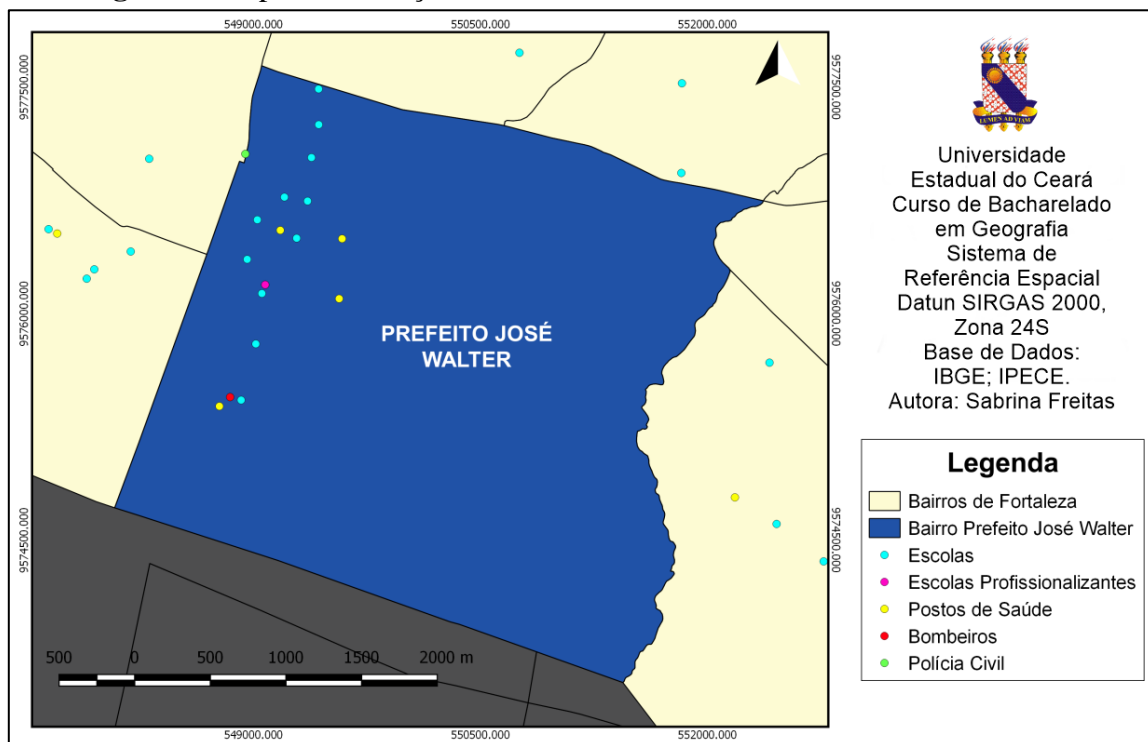 549000.000
550500.000
552000.000
9577500.000
9577500.000
9576000.000
9576000.000
9574500.000
9574500.000
PREFEITO JOSÉ
WALTER
500 0 500 1000 1500 2000 m
549000.000
550500.000
552000.000
LUMEN AD VIAM
Universidade
Estadual do Ceará
Curso de Bacharelado
em Geografia
Sistema de
Referência Espacial
Datun SIRGAS 2000,
Zona 24S
Base de Dados:
IBGE; IPECE.
Autora: Sabrina Freitas
Legenda
Bairros de Fortaleza
Bairro Prefeito José Walter
Escolas
Escolas Profissionalizantes
Postos de Saúde
Bombeiros
Polícia Civil